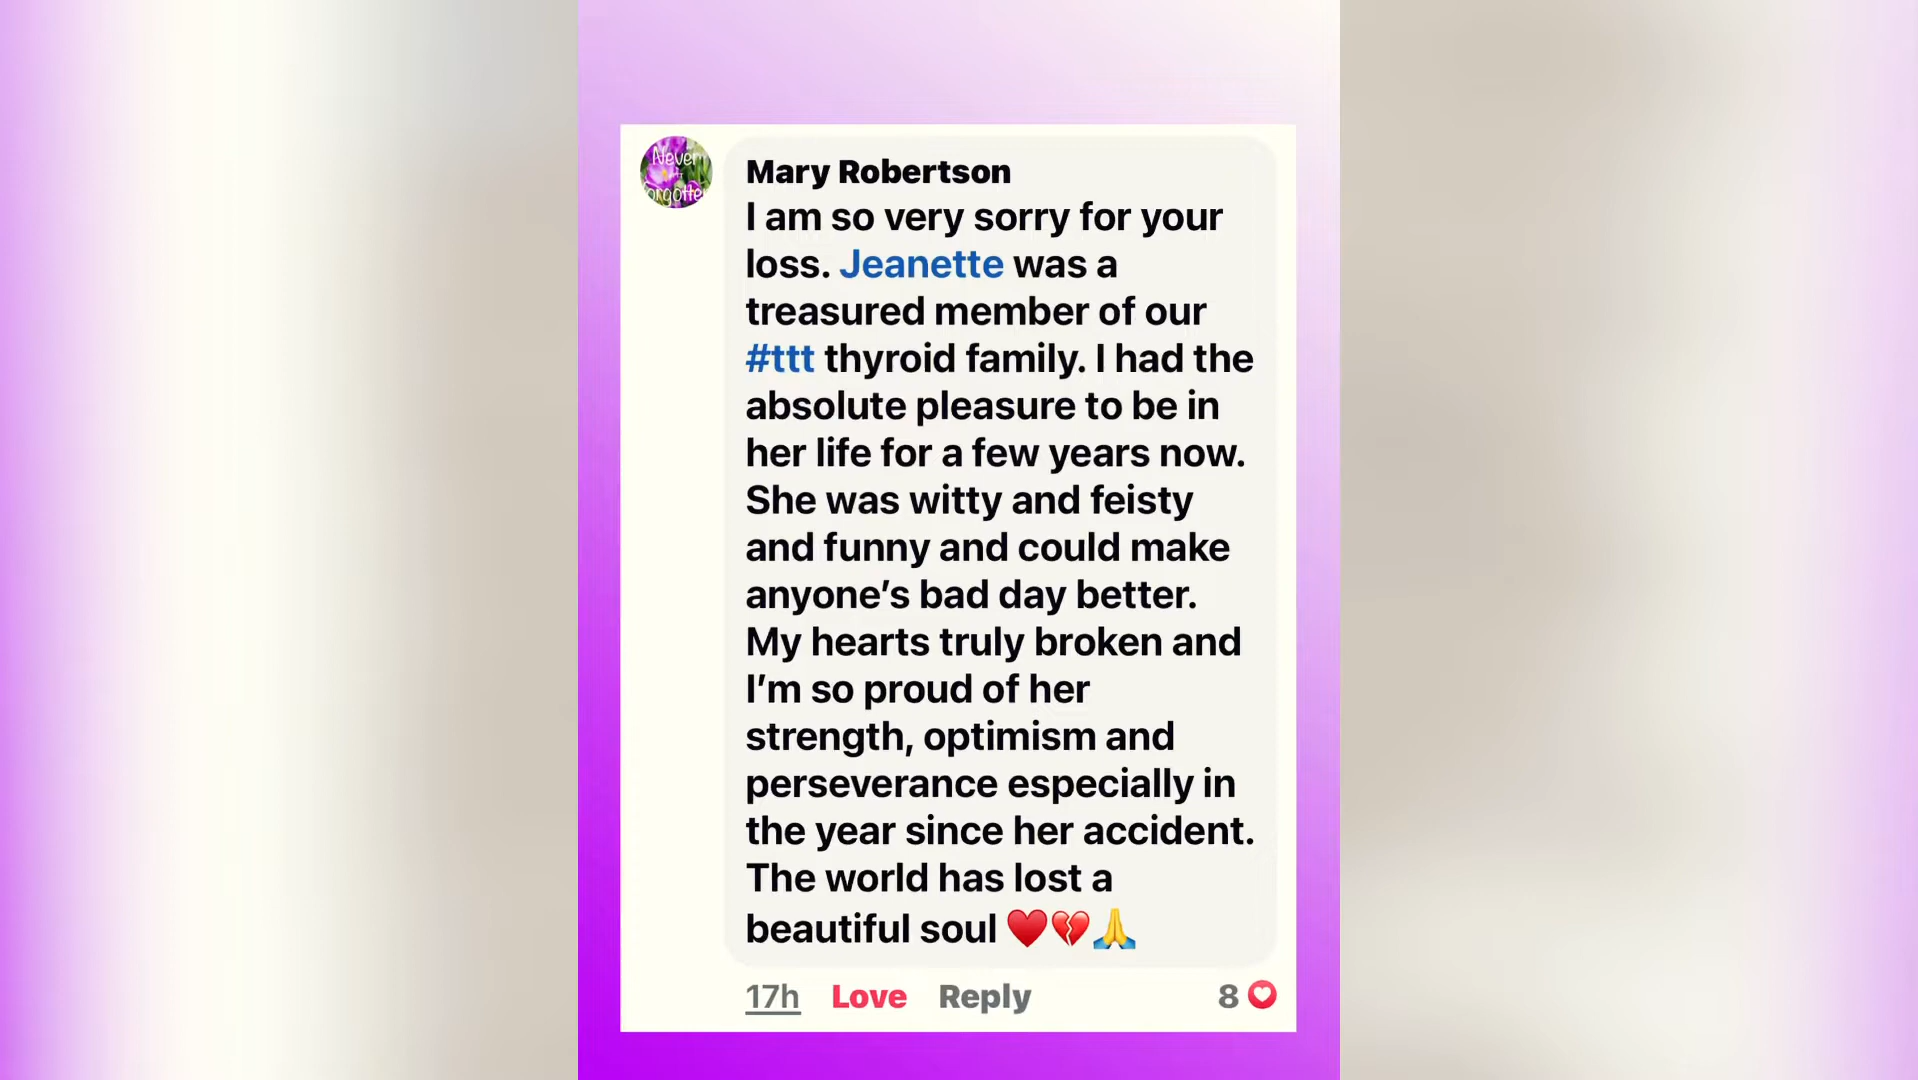 Never
Forgotten
Mary Robertson
I am so very sorry for your
loss. Jeanette was a
treasured member of our
#ttt thyroid family. I had the
absolute pleasure to be in
her life for a few years now.
She was witty and feisty
and funny and could make
anyone’s bad day better.
My hearts truly broken and
I’m so proud of her
strength, optimism and
perseverance especially in
the year since her accident.
The world has lost a
beautiful soul ❤️💔🙏
17h Love Reply 8